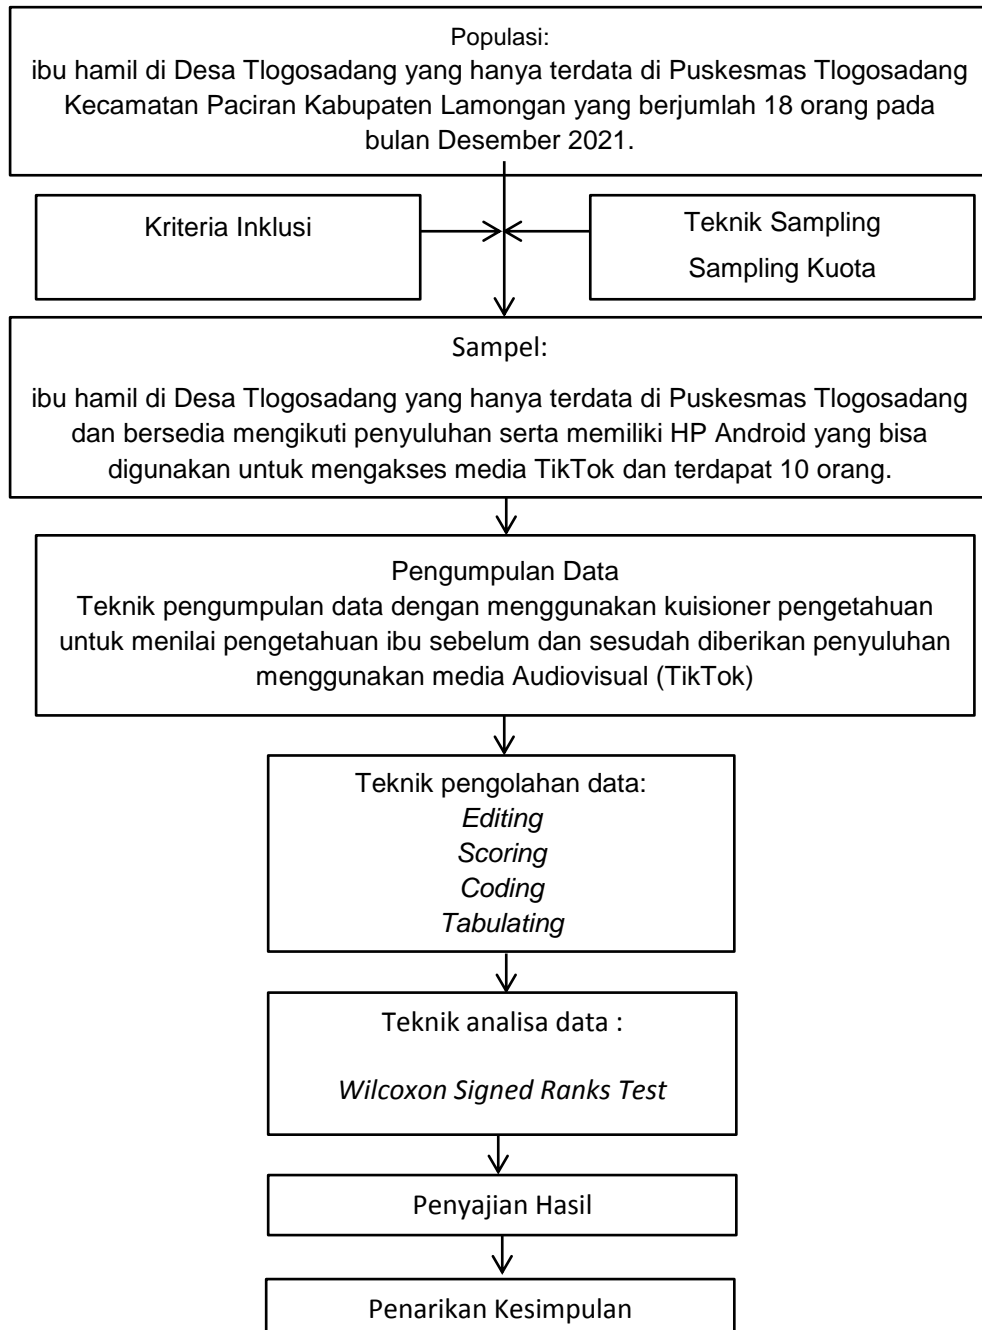 Populasi:
ibu hamil di Desa Tlogosadang yang hanya terdata di Puskesmas Tlogosadang
Kecamatan Paciran Kabupaten Lamongan yang berjumlah 18 orang pada
bulan Desember 2021.
Kriteria Inklusi
Teknik Sampling
Sampling Kuota
Sampel:
ibu hamil di Desa Tlogosadang yang hanya terdata di Puskesmas Tlogosadang
dan bersedia mengikuti penyuluhan serta memiliki HP Android yang bisa
digunakan untuk mengakses media TikTok dan terdapat 10 orang.
Pengumpulan Data
Teknik pengumpulan data dengan menggunakan kuisioner pengetahuan
untuk menilai pengetahuan ibu sebelum dan sesudah diberikan penyuluhan
menggunakan media Audiovisual (TikTok)
Teknik pengolahan data:
Editing
Scoring
Coding
Tabulating
Teknik analisa data :
Wilcoxon Signed Ranks Test
Penyajian Hasil
Penarikan Kesimpulan